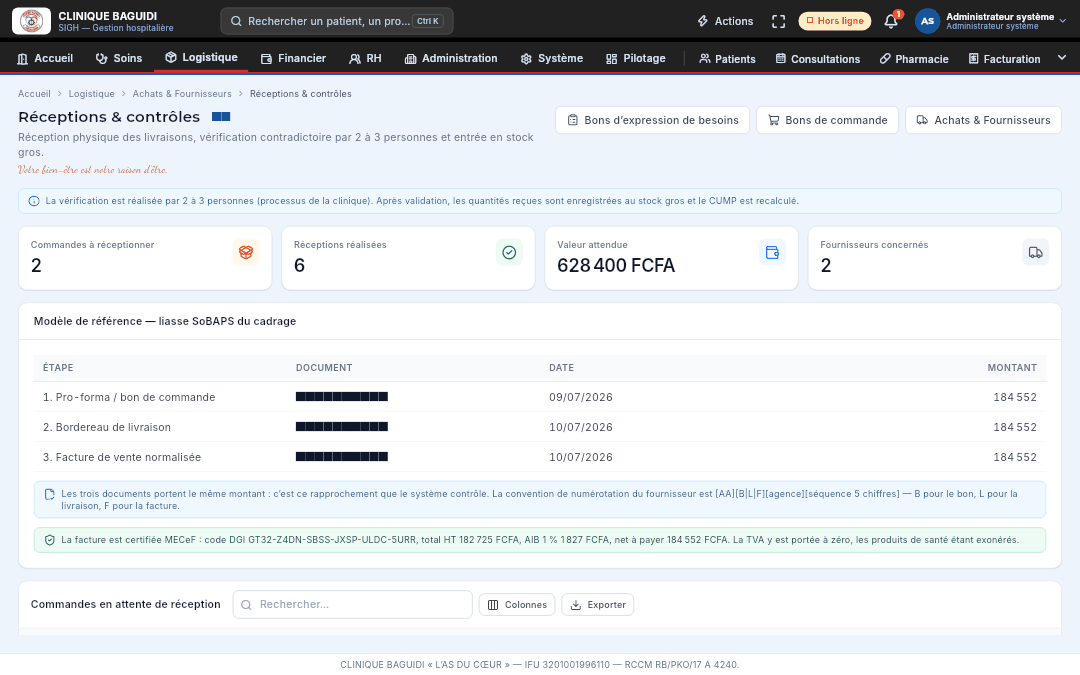 CLINIQUE BAGUIDI
SIGH — Gestion hospitalière
Rechercher un patient, un pro... Ctrl K
Actions
Hors ligne
1
AS
Administrateur système
Administrateur système
Accueil
Soins
Logistique
Financier
RH
Administration
Système
Pilotage
Patients
Consultations
Pharmacie
Facturation
Accueil > Logistique > Achats & Fournisseurs > Réceptions & contrôles
Réceptions & contrôles
Réception physique des livraisons, vérification contradictoire par 2 à 3 personnes et entrée en stock
gros.
Votre bien-être est notre raison d'être.
Bons d'expression de besoins
Bons de commande
Achats & Fournisseurs
La vérification est réalisée par 2 à 3 personnes (processus de la clinique). Après validation, les quantités reçues sont enregistrées au stock gros et le CUMP est recalculé.
Commandes à réceptionner
2
Réceptions réalisées
6
Valeur attendue
628 400 FCFA
Fournisseurs concernés
2
Modèle de référence — liasse SoBAPS du cadrage
ÉTAPE DOCUMENT DATE MONTANT
1. Pro-forma / bon de commande 09/07/2026 184 552
2. Bordereau de livraison 10/07/2026 184 552
3. Facture de vente normalisée 10/07/2026 184 552
Les trois documents portent le même montant : c'est ce rapprochement que le système contrôle. La convention de numérotation du fournisseur est [AA][B|L|F][agence][séquence 5 chiffres] — B pour le bon, L pour la
livraison, F pour la facture.
La facture est certifiée MECeF : code DGI GT32-Z4DN-SBSS-JXSP-ULDC-5URR, total HT 182 725 FCFA, AIB 1 % 1 827 FCFA, net à payer 184 552 FCFA. La TVA y est portée à zéro, les produits de santé étant exonérés.
Commandes en attente de réception
Rechercher...
Colonnes
Exporter
CLINIQUE BAGUIDI « L'AS DU CŒUR » — IFU 3201001996110 — RCCM RB/PKO/17 A 4240.